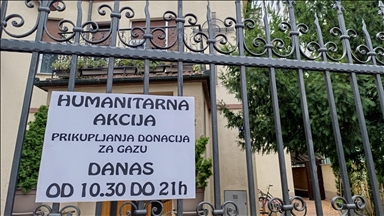 HUMANITARNA
AKCIJA
PRIKUPLJANJA DONACIJA
ZA GAZU
DANAS
OD 10.30 DO 21h